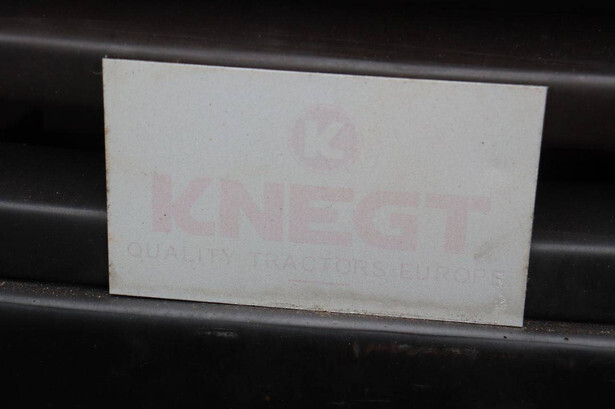 K
KNEGT
QUALITY TRACTORS EUROPE